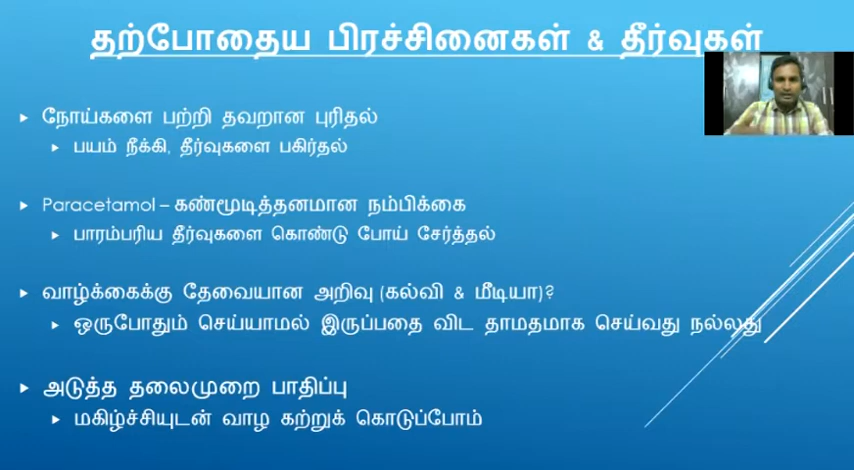 தற்போதைய பிரச்சினைகள் & தீர்வுகள்
நோய்களை பற்றி தவறான புரிதல்
பயம் நீக்கி, தீர்வுகளை பகிர்தல்
Paracetamol – கண்மூடித்தனமான நம்பிக்கை
பாரம்பரிய தீர்வுகளை கொண்டு போய் சேர்த்தல்
வாழ்க்கைக்கு தேவையான அறிவு (கல்வி & மீடியா)?
ஒருபோதும் செய்யாமல் இருப்பதை விட தாமதமாக செய்வது நல்லது
அடுத்த தலைமுறை பாதிப்பு
மகிழ்ச்சியுடன் வாழ கற்றுக் கொடுப்போம்